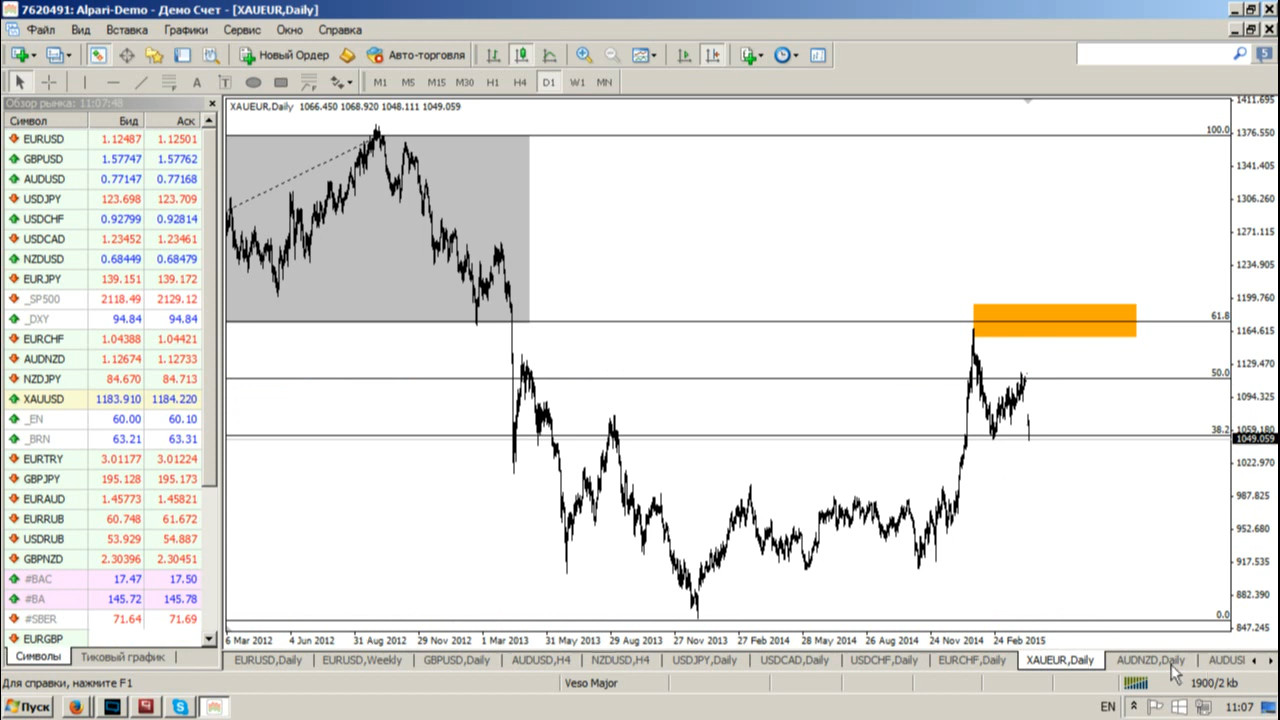 7620491: Alpari-Demo - Демо Счет - [XAUEUR,Daily]
Файл Вид Вставка Графики Сервис Окно Справка
Новый Ордер Авто-торговля 5
A T M1 M5 M15 M30 H1 H4 D1 W1 MN
Обзор рынка: 11:07:48
Символ Бид Аск
EURUSD 1.12487 1.12501
GBPUSD 1.57747 1.57762
AUDUSD 0.77147 0.77168
USDJPY 123.698 123.709
USDCHF 0.92799 0.92814
USDCAD 1.23452 1.23461
NZDUSD 0.68449 0.68479
EURJPY 139.151 139.172
_SP500 2118.49 2129.12
_DXY 94.84 94.84
EURCHF 1.04388 1.04421
AUDNZD 1.12674 1.12733
NZDJPY 84.670 84.713
XAUUSD 1183.910 1184.220
_EN 60.00 60.10
_BRN 63.21 63.31
EURTRY 3.01177 3.01224
GBPJPY 195.128 195.173
EURAUD 1.45773 1.45821
EURRUB 60.748 61.672
USDRUB 53.929 54.887
GBPNZD 2.30396 2.30451
#BAC 17.47 17.50
#BA 145.72 145.78
#SBER 71.64 71.69
EURGBP
Символы Тиковый график
XAUEUR,Daily 1066.450 1068.920 1048.111 1049.059
100.0
61.8
50.0
38.2
0.0
1411.695
1376.550
1341.405
1306.260
1271.115
1234.905
1199.760
1164.615
1129.470
1094.325
1059.180
1049.059
1022.970
987.825
952.680
917.535
882.390
847.245
6 Mar 2012 4 Jun 2012 31 Aug 2012 29 Nov 2012 1 Mar 2013 31 May 2013 29 Aug 2013 27 Nov 2013 27 Feb 2014 28 May 2014 26 Aug 2014 24 Nov 2014 24 Feb 2015
EURUSD,Daily EURUSD,Weekly GBPUSD,Daily AUDUSD,H4 NZDUSD,H4 USDJPY,Daily USDCAD,Daily USDCHF,Daily EURCHF,Daily XAUEUR,Daily AUDNZD,Daily AUDUSI
Для справки, нажмите F1 Veso Major 1900/2 kb
Пуск EN 11:07